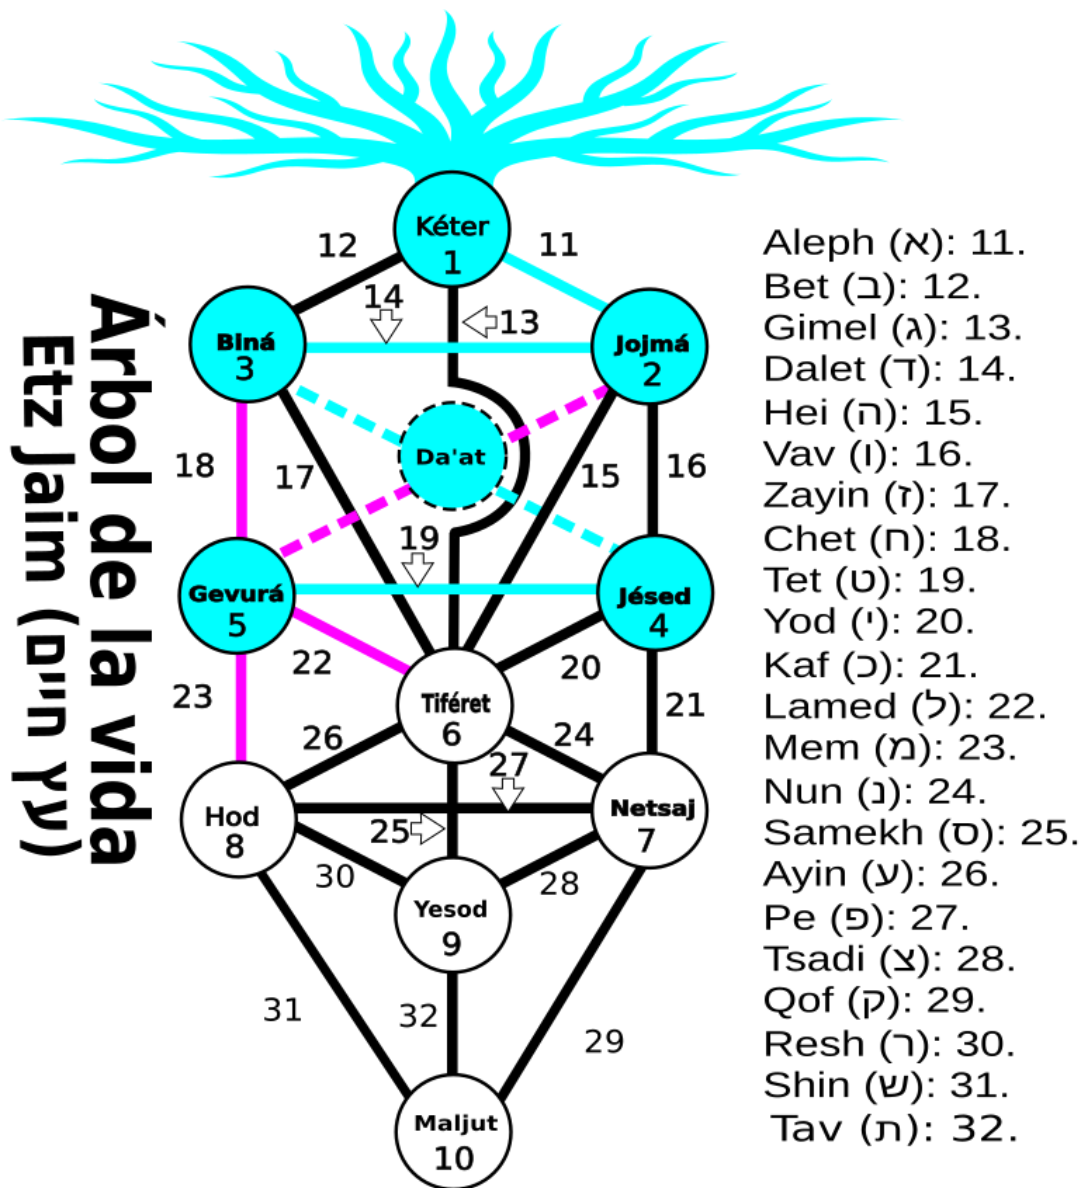 Árbol de la vida
Etz Jaim (עץ חיים)
Kéter
1
12
11
14
13
Biná
3
Jojmá
2
Da'at
18
17
15
16
19
Gevurá
5
Jésed
4
22
20
23
21
Tiféret
6
26
24
27
Hod
8
Netsaj
7
25
30
28
Yesod
9
31
32
29
Maljut
10
Aleph (א): 11.
Bet (ב): 12.
Gimel (ג): 13.
Dalet (ד): 14.
Hei (ה): 15.
Vav (ו): 16.
Zayin (ז): 17.
Chet (ח): 18.
Tet (ט): 19.
Yod (י): 20.
Kaf (כ): 21.
Lamed (ל): 22.
Mem (מ): 23.
Nun (נ): 24.
Samekh (ס): 25.
Ayin (ע): 26.
Pe (פ): 27.
Tsadi (צ): 28.
Qof (ק): 29.
Resh (ר): 30.
Shin (ש): 31.
Tav (ת): 32.